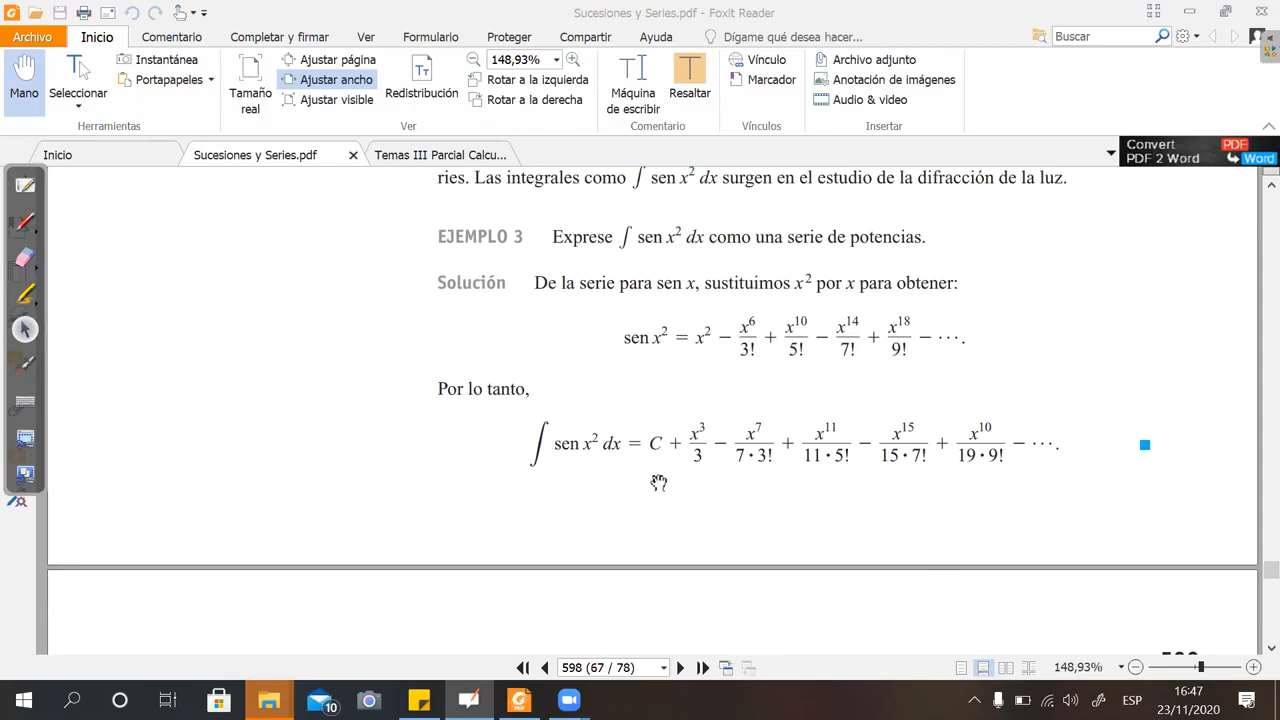 Sucesiones y Series.pdf - Foxit Reader
Archivo Inicio Comentario Completar y firmar Ver Formulario Proteger Compartir Ayuda Dígame qué desea hacer... Buscar
Mano
Seleccionar
Instantánea
Portapapeles
Herramientas
Tamaño real
Ajustar página
Ajustar ancho
Ajustar visible
Redistribución
148,93%
Rotar a la izquierda
Rotar a la derecha
Ver
Máquina de escribir
Resaltar
Comentario
Vínculo
Marcador
Vínculos
Archivo adjunto
Anotación de imágenes
Audio & video
Insertar
Inicio Sucesiones y Series.pdf Temas III Parcial Calcu...
Convert PDF
PDF 2 Word Word
ries. Las integrales como ∫ sen x² dx surgen en el estudio de la difracción de la luz.
EJEMPLO 3 Exprese ∫ sen x² dx como una serie de potencias.
Solución De la serie para sen x, sustituimos x² por x para obtener:
sen x² = x² − x⁶/3! + x¹⁰/5! − x¹⁴/7! + x¹⁸/9! − ⋯.
Por lo tanto,
∫ sen x² dx = C + x³/3 − x⁷/(7·3!) + x¹¹/(11·5!) − x¹⁵/(15·7!) + x¹⁰/(19·9!) − ⋯.
598 (67 / 78) 148,93%
10 ESP 16:47
23/11/2020